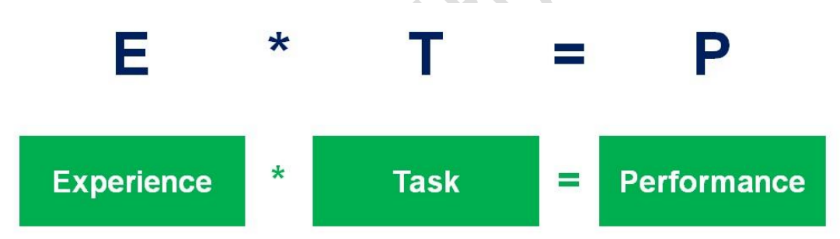 E * T = P
Experience * Task = Performance